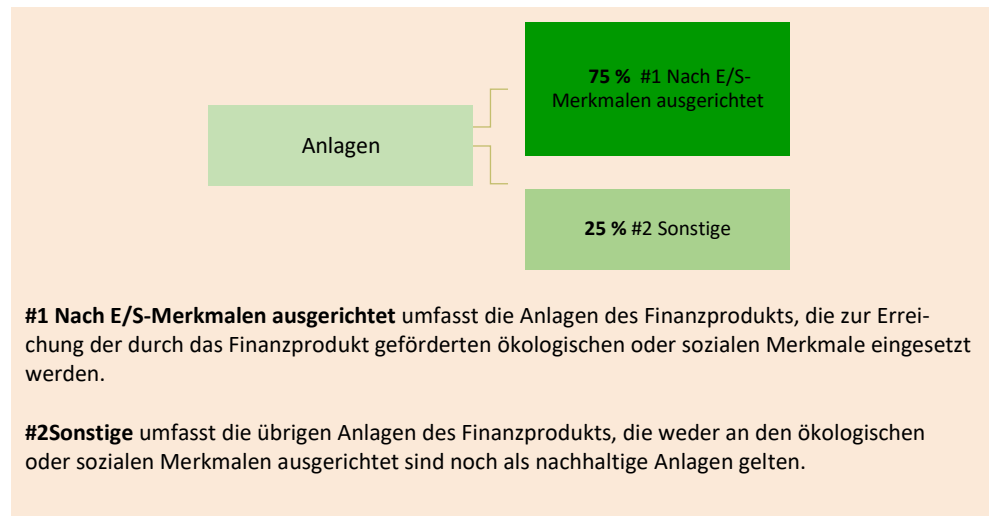 75 % #1 Nach E/S-
Merkmalen ausgerichtet
Anlagen
25 % #2 Sonstige
#1 Nach E/S-Merkmalen ausgerichtet umfasst die Anlagen des Finanzprodukts, die zur Errei-
chung der durch das Finanzprodukt geförderten ökologischen oder sozialen Merkmale eingesetzt
werden.
#2Sonstige umfasst die übrigen Anlagen des Finanzprodukts, die weder an den ökologischen
oder sozialen Merkmalen ausgerichtet sind noch als nachhaltige Anlagen gelten.